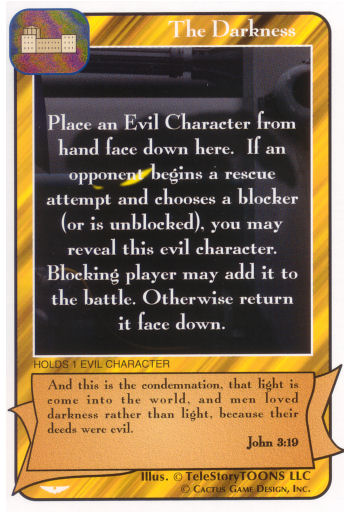 The Darkness
Place an Evil Character from
hand face down here. If an
opponent begins a rescue
attempt and chooses a blocker
(or is unblocked), you may
reveal this evil character.
Blocking player may add it to
the battle. Otherwise return
it face down.
HOLDS 1 EVIL CHARACTER
And this is the condemnation, that light is
come into the world, and men loved
darkness rather than light, because their
deeds were evil.
John 3:19
Illus. © TeleStoryTOONS LLC
© Cactus Game Design, Inc.